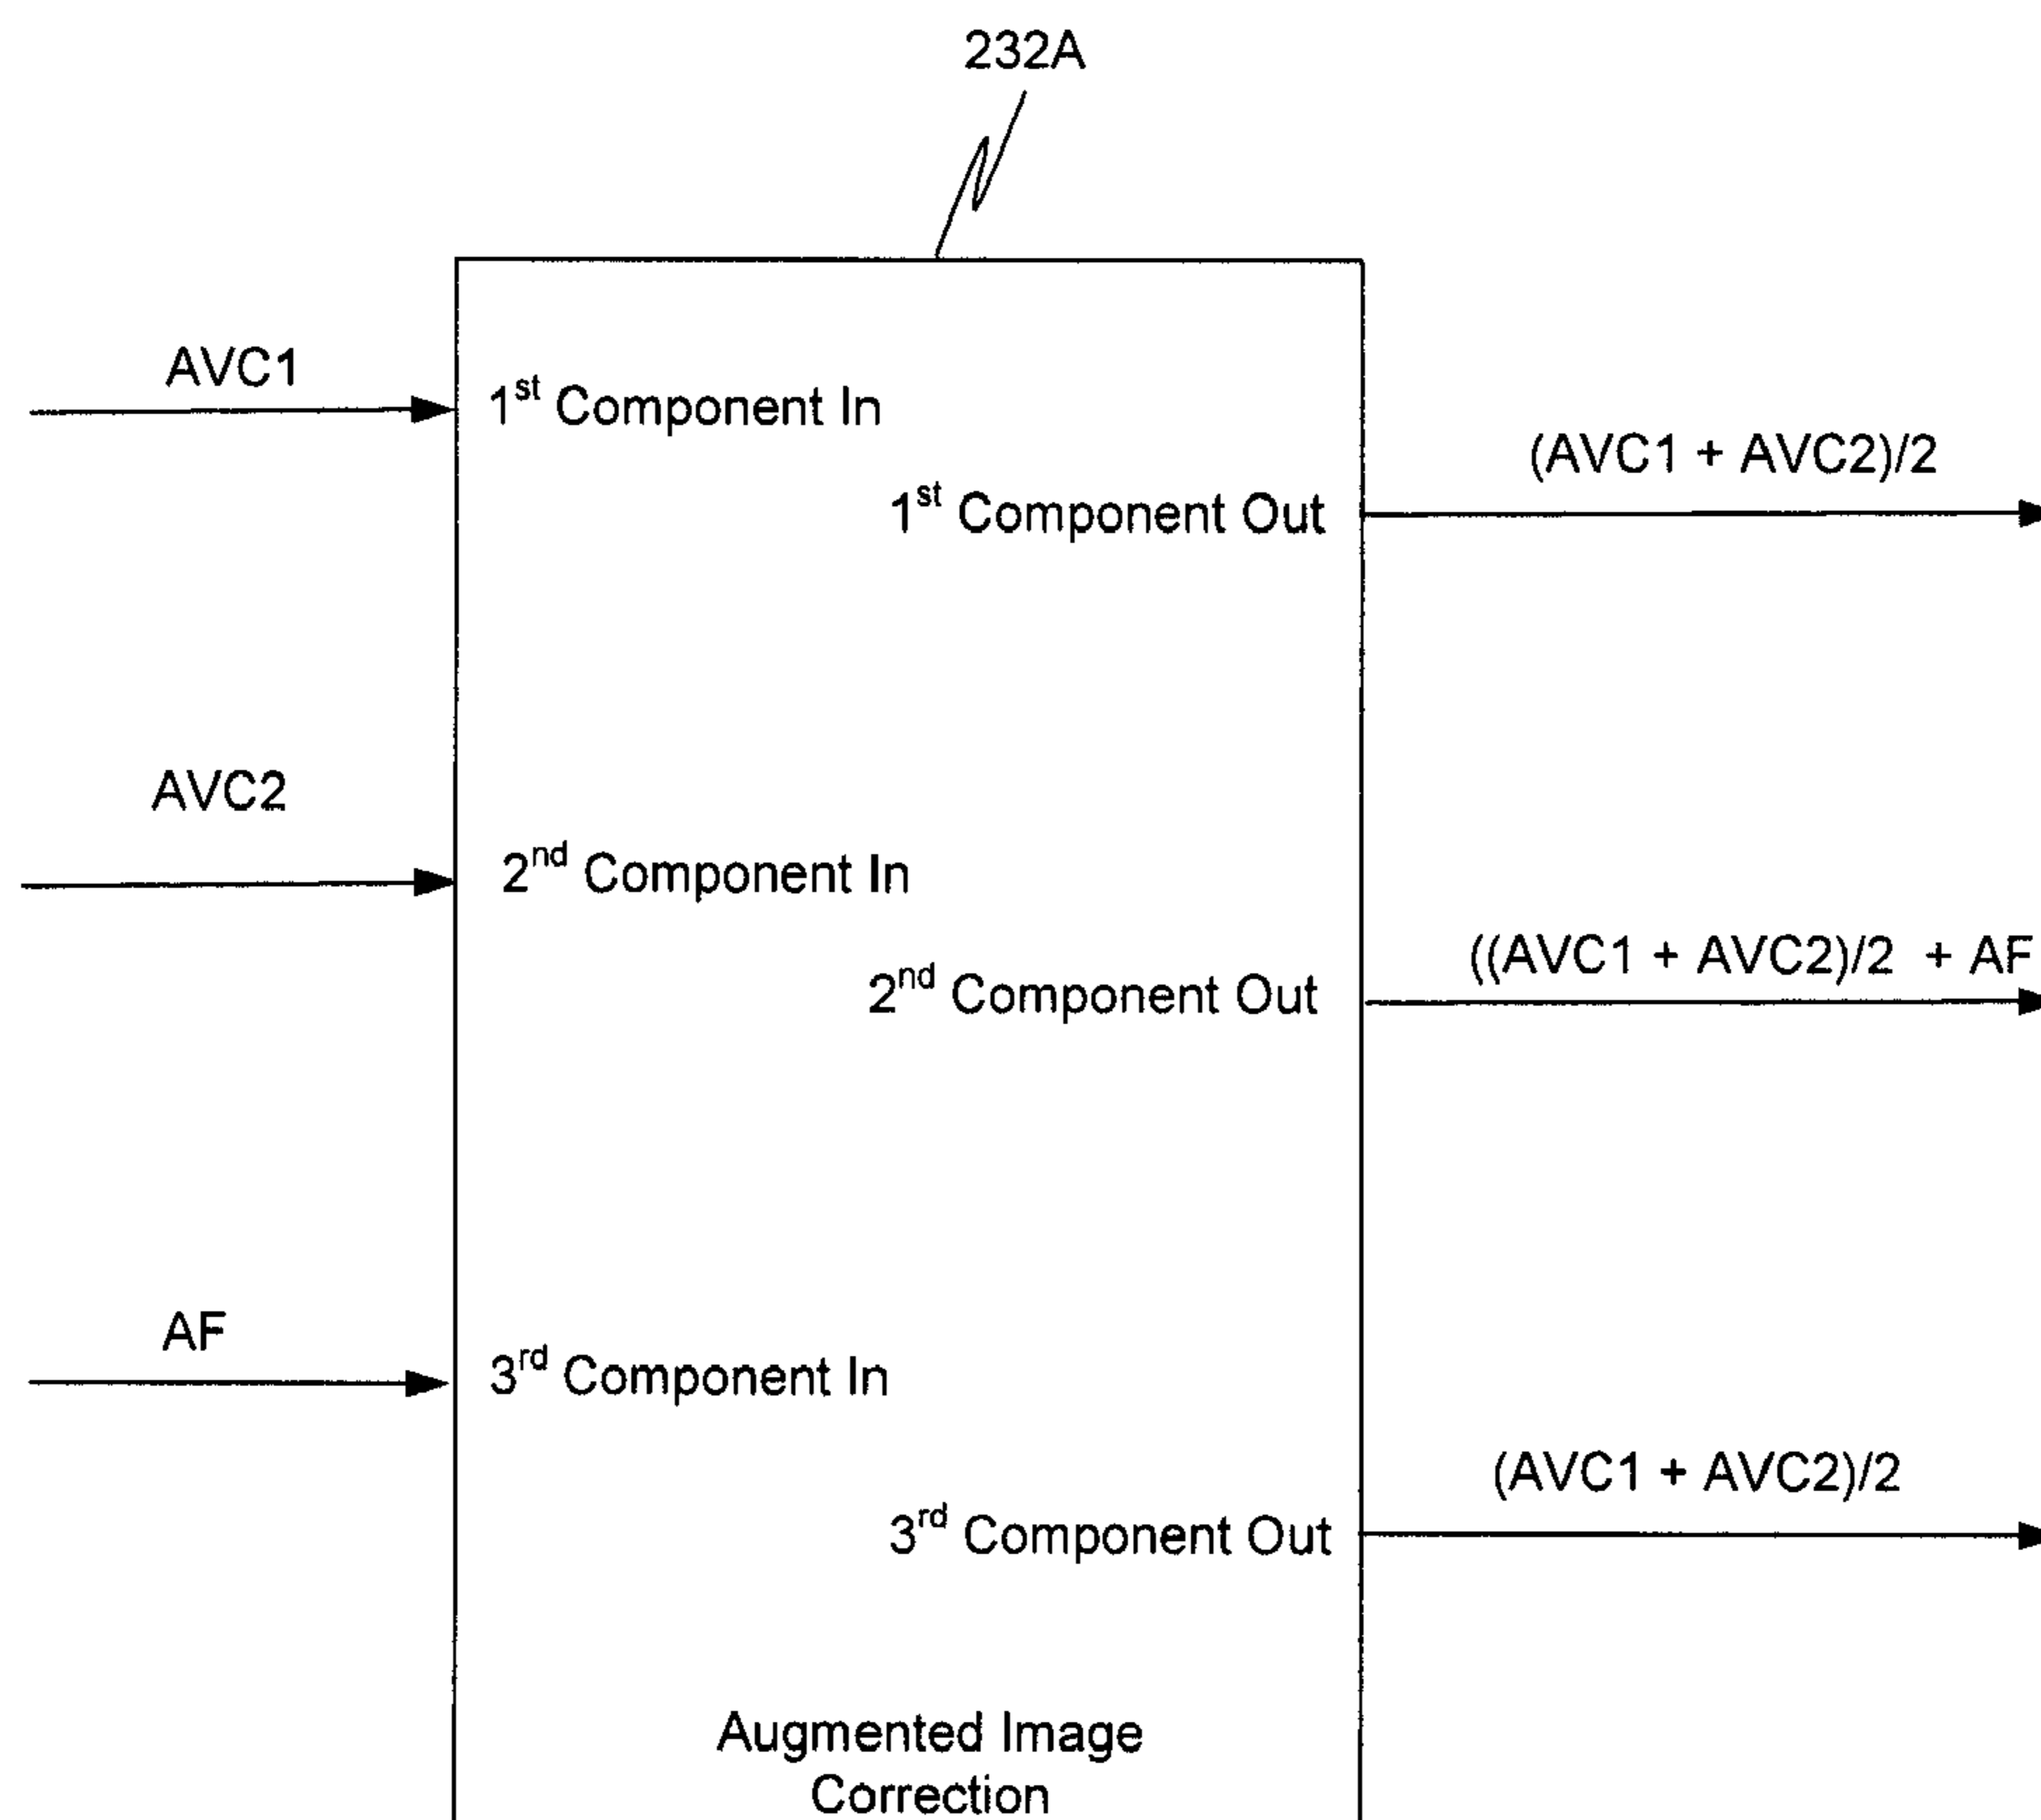 232A
AVC1
1st Component In
(AVC1 + AVC2)/2
1st Component Out
AVC2
2nd Component In
((AVC1 + AVC2)/2 + AF
2nd Component Out
AF
3rd Component In
(AVC1 + AVC2)/2
3rd Component Out
Augmented Image
Correction